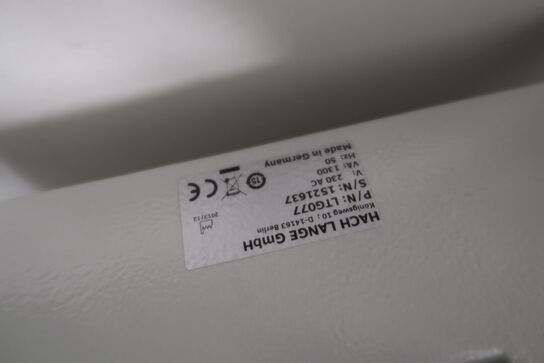 HACH LANGE GmbH
Königsweg 10, D-14163 Berlin
P/N: LTG077
S/N: 1521637
V: 230 AC
VA: 1300
Hz: 50
Made in Germany
2013/12
15
CE